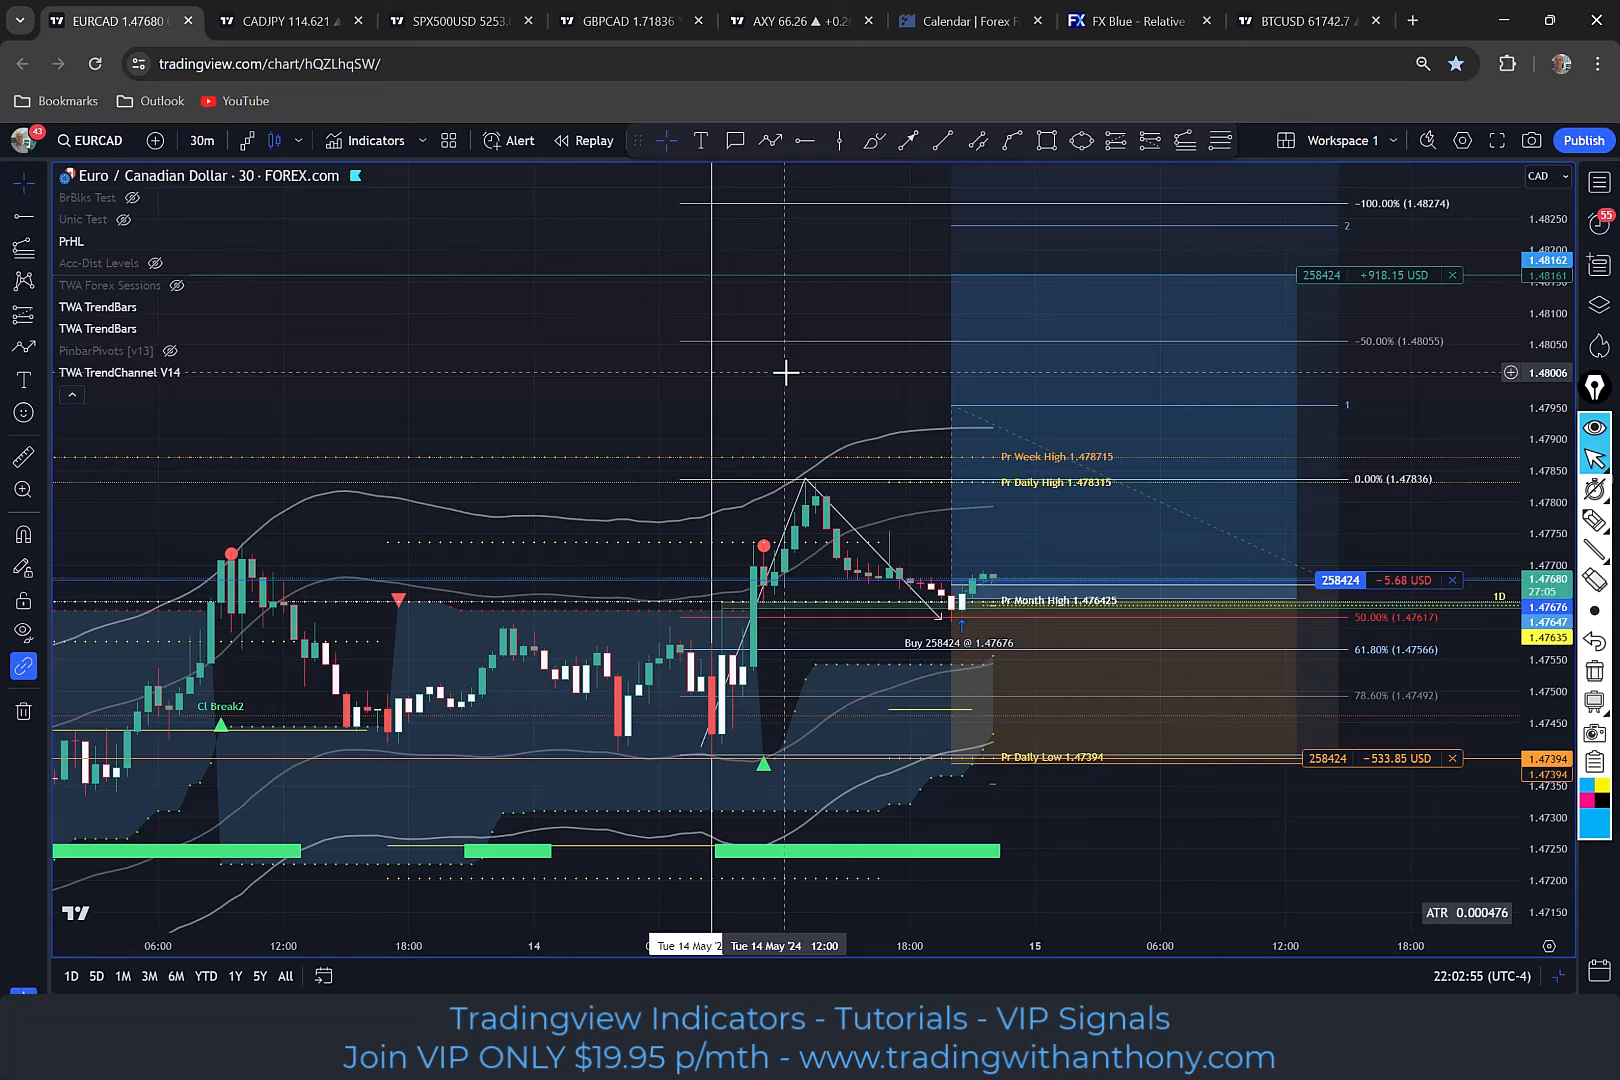 EURCAD 1.47680
CADJPY 114.621
SPX500USD 5253.
GBPCAD 1.71836
AXY 66.26 ▲ +0.2
Calendar | Forex F
FX Blue - Relative
BTCUSD 61742.7
tradingview.com/chart/hQZLhqSW/
Bookmarks
Outlook
YouTube
43
EURCAD
30m
Indicators
Alert
Replay
Workspace 1
Publish
Euro / Canadian Dollar · 30 · FOREX.com
CAD
BrBlks Test
Unic Test
PrHL
Acc-Dist Levels
TWA Forex Sessions
TWA TrendBars
TWA TrendBars
PinbarPivots [v13]
TWA TrendChannel V14
55
-100.00% (1.48274)
2
258424 +918.15 USD
-50.00% (1.48055)
1
Pr Week High 1.478715
Pr Daily High 1.478315
0.00% (1.47836)
258424 -5.68 USD
Pr Month High 1.476425
1D
50.00% (1.47617)
Buy 258424 @ 1.47676
61.80% (1.47566)
78.60% (1.47492)
Cl Break2
Pr Daily Low 1.47394
258424 -533.85 USD
1.48250
1.48200
1.48162
1.48161
1.48100
1.48050
1.48006
1.47950
1.47900
1.47850
1.47800
1.47750
1.47700
1.47680
27:05
1.47676
1.47647
1.47635
1.47550
1.47500
1.47450
1.47394
1.47394
1.47350
1.47300
1.47250
1.47200
1.47150
ATR 0.000476
06:00
12:00
18:00
14
Tue 14 May '2
Tue 14 May '24 12:00
18:00
15
06:00
12:00
18:00
1D 5D 1M 3M 6M YTD 1Y 5Y All
22:02:55 (UTC-4)
Tradingview Indicators - Tutorials - VIP Signals
Join VIP ONLY $19.95 p/mth - www.tradingwithanthony.com